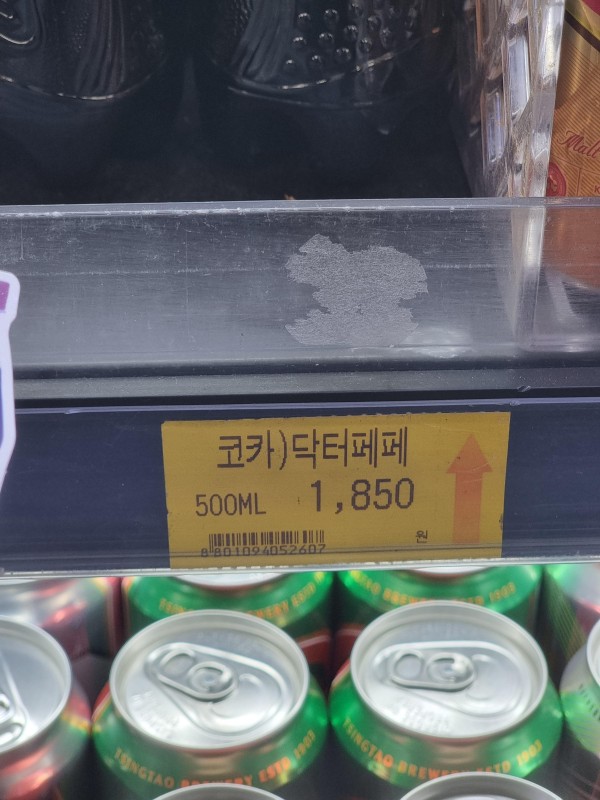 Malt
코카)닥터페페
500ML 1,850
원
8801094052607
TSINGTAO BREWERY ESTD 1903
TSINGTAO BREWERY ESTD 1903